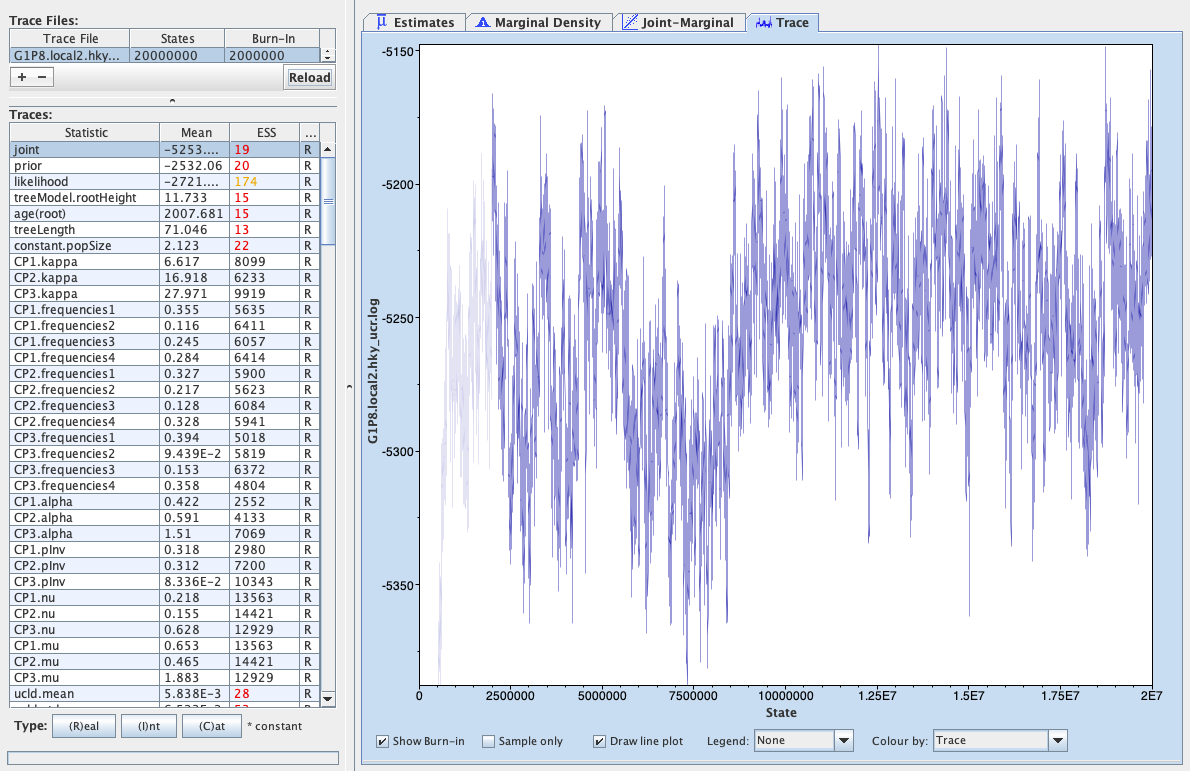 Trace Files:
Trace File States Burn-In
G1P8.local2.hky... 20000000 2000000
+ − Reload
Traces:
Statistic Mean ESS ...
joint -5253.... 19 R
prior -2532.06 20 R
likelihood -2721.... 174 R
treeModel.rootHeight 11.733 15 R
age(root) 2007.681 15 R
treeLength 71.046 13 R
constant.popSize 2.123 22 R
CP1.kappa 6.617 8099 R
CP2.kappa 16.918 6233 R
CP3.kappa 27.971 9919 R
CP1.frequencies1 0.355 5635 R
CP1.frequencies2 0.116 6411 R
CP1.frequencies3 0.245 6057 R
CP1.frequencies4 0.284 6414 R
CP2.frequencies1 0.327 5900 R
CP2.frequencies2 0.217 5623 R
CP2.frequencies3 0.128 6084 R
CP2.frequencies4 0.328 5941 R
CP3.frequencies1 0.394 5018 R
CP3.frequencies2 9.439E-2 5819 R
CP3.frequencies3 0.153 6372 R
CP3.frequencies4 0.358 4804 R
CP1.alpha 0.422 2552 R
CP2.alpha 0.591 4133 R
CP3.alpha 1.51 7069 R
CP1.pInv 0.318 2980 R
CP2.pInv 0.312 7200 R
CP3.pInv 8.336E-2 10343 R
CP1.nu 0.218 13563 R
CP2.nu 0.155 14421 R
CP3.nu 0.628 12929 R
CP1.mu 0.653 13563 R
CP2.mu 0.465 14421 R
CP3.mu 1.883 12929 R
ucld.mean 5.838E-3 28 R
Type: (R)eal (I)nt (C)at * constant
μ Estimates Marginal Density Joint-Marginal Trace
-5150
-5200
-5250
-5300
-5350
G1P8.local2.hky_ucr.log
0 2500000 5000000 7500000 10000000 1.25E7 1.5E7 1.75E7 2E7
State
Show Burn-in Sample only Draw line plot Legend: None Colour by: Trace